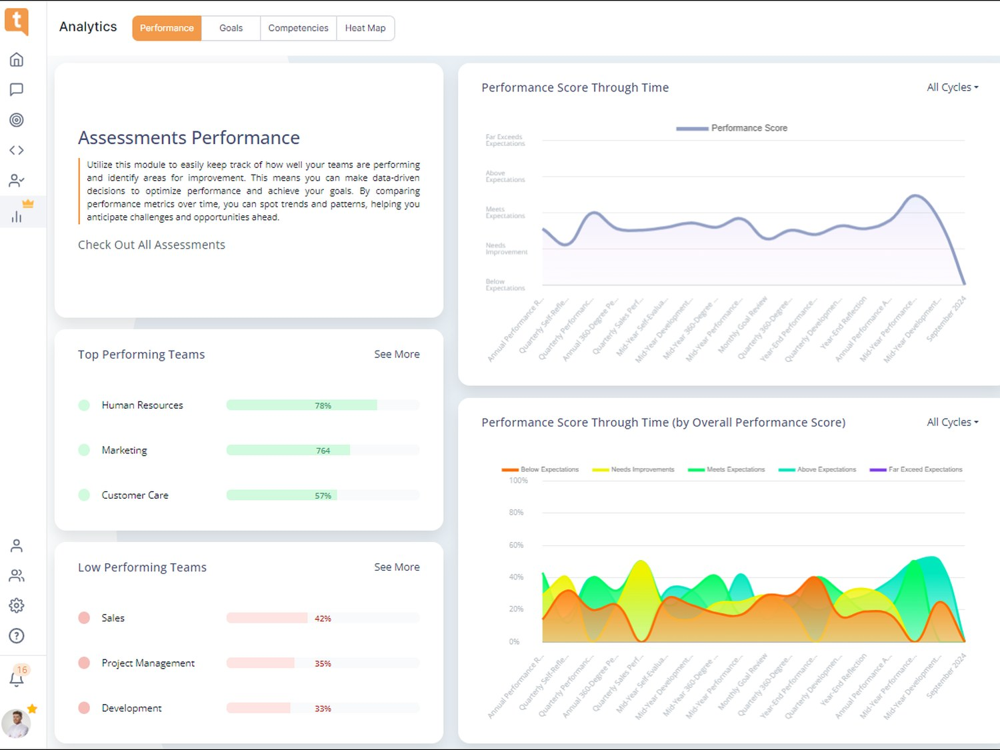 t
Analytics
Performance
Goals
Competencies
Heat Map
Assessments Performance
Utilize this module to easily keep track of how well your teams are performing
and identify areas for improvement. This means you can make data-driven
decisions to optimize performance and achieve your goals. By comparing
performance metrics over time, you can spot trends and patterns, helping you
anticipate challenges and opportunities ahead.
Check Out All Assessments
Top Performing Teams
See More
Human Resources
78%
Marketing
764
Customer Care
57%
Low Performing Teams
See More
Sales
42%
Project Management
35%
Development
33%
16
Performance Score Through Time
All Cycles
Performance Score
Far Exceeds
Expectations
Above
Expectations
Meets
Expectations
Needs
Improvement
Below
Expectations
Annual Performance R...
Quarterly Self-Refle...
Quarterly Performanc...
Annual 360-Degree Pe...
Quarterly Sales Perf...
Mid-Year Self-Evalua...
Mid-Year Development...
Mid-Year 360-Degree ...
Mid-Year Performance...
Monthly Goal Review
Quarterly 360-Degree...
Year-End Performance...
Quarterly Developmen...
Year-End Reflection
Annual Performance A...
Mid-Year Performance...
Mid-Year Development...
September 2024
Performance Score Through Time (by Overall Performance Score)
All Cycles
Below Expectations
Needs Improvements
Meets Expectations
Above Expectations
Far Exceed Expectations
100%
80%
60%
40%
20%
0%
Annual Performance R...
Quarterly Self-Refle...
Quarterly Performanc...
Annual 360-Degree Pe...
Quarterly Sales Perf...
Mid-Year Self-Evalua...
Mid-Year Development...
Mid-Year 360-Degree ...
Mid-Year Performance...
Monthly Goal Review
Quarterly 360-Degree...
Year-End Performance...
Quarterly Developmen...
Year-End Reflection
Annual Performance A...
Mid-Year Performance...
Mid-Year Development...
September 2024